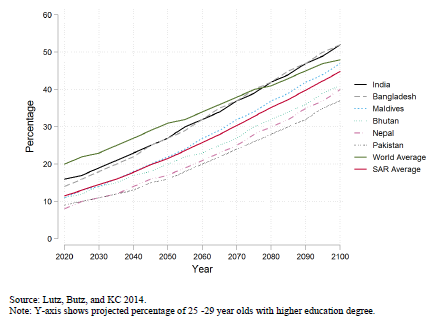 60
50
40
30
20
10
0
Percentage
2020 2030 2040 2050 2060 2070 2080 2090 2100
Year
India
Bangladesh
Maldives
Bhutan
Nepal
Pakistan
World Average
SAR Average
Source: Lutz, Butz, and KC 2014.
Note: Y-axis shows projected percentage of 25 -29 year olds with higher education degree.